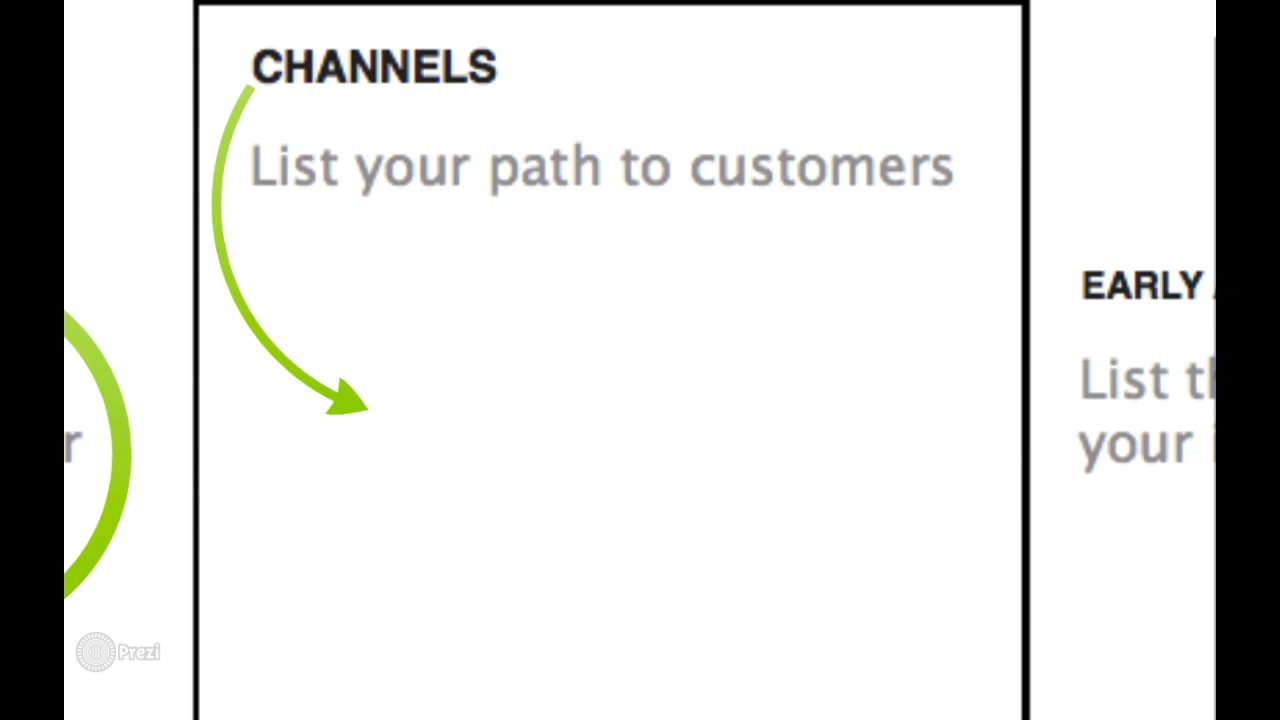 CHANNELS
List your path to customers
EARLY
List
your
r
Prezi